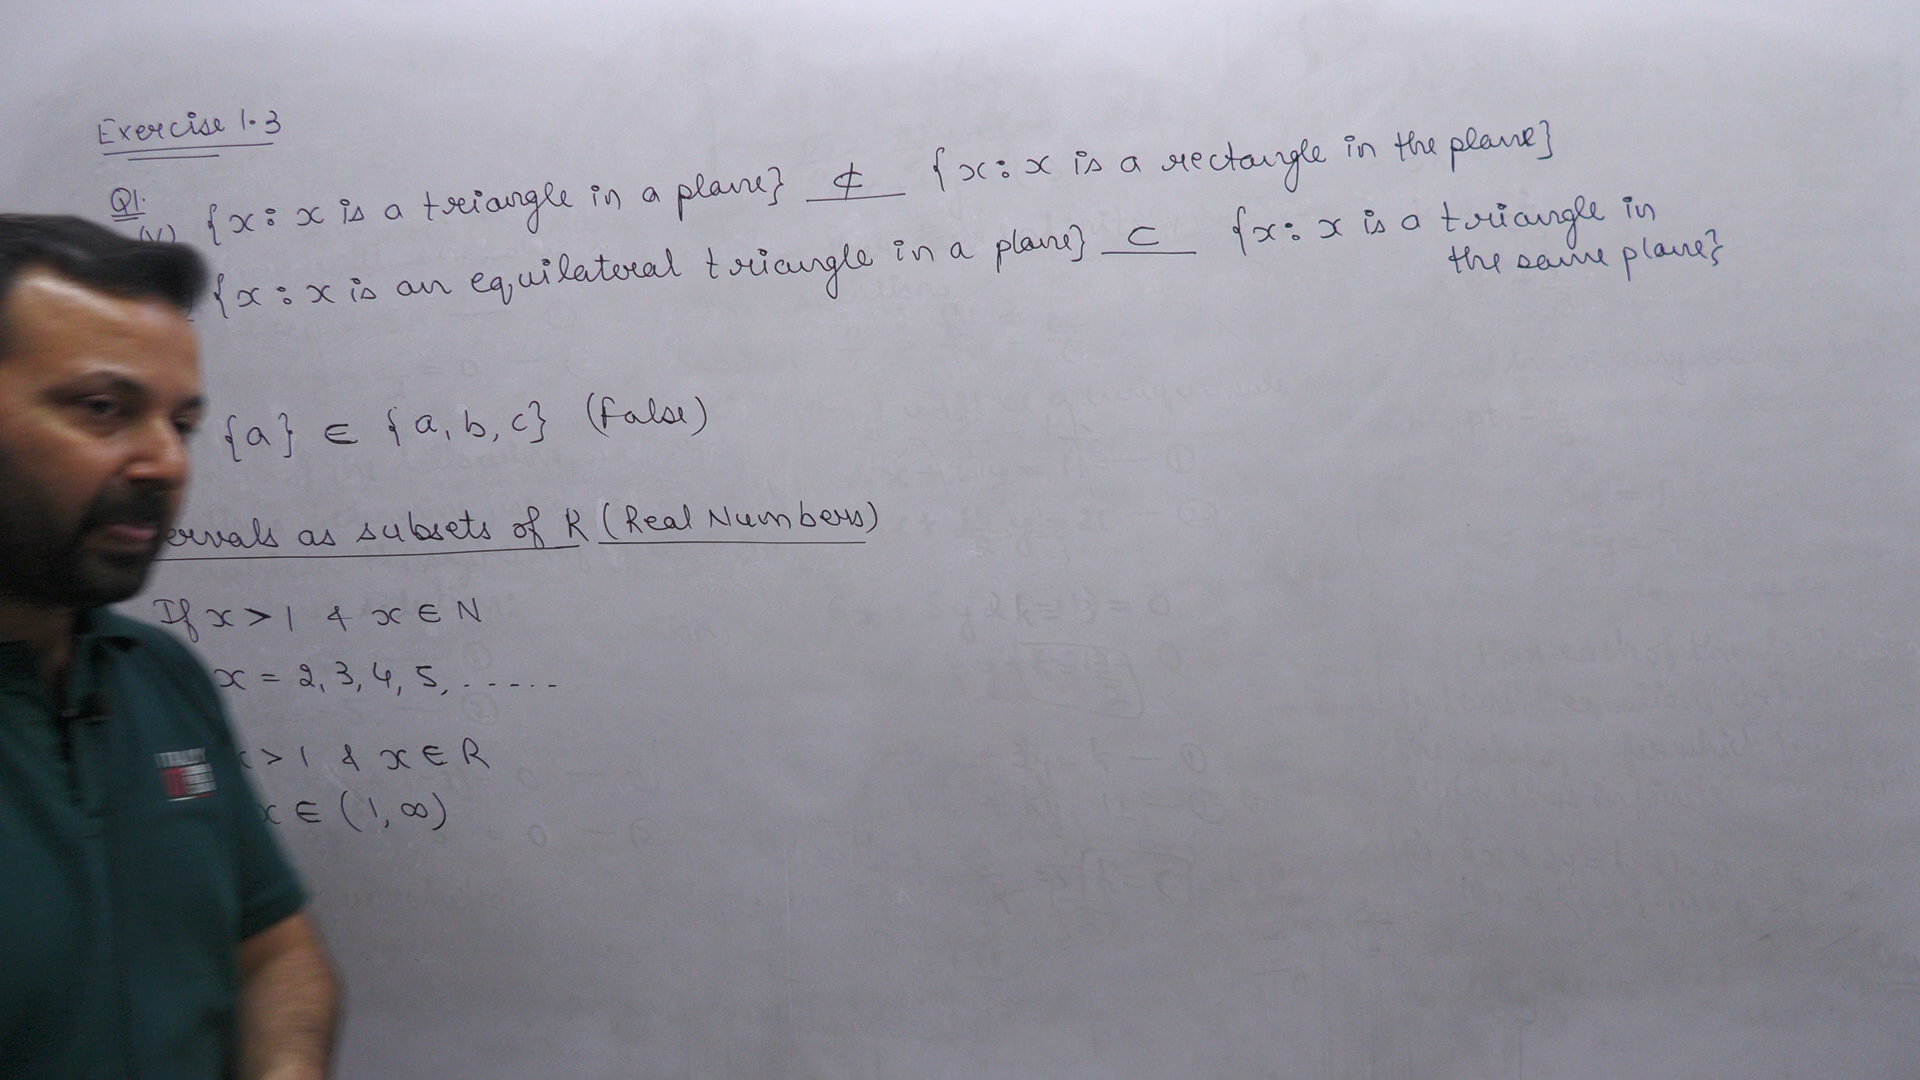 Exercise 1.3
Q1.
(v) {x : x is a triangle in a plane} ⊄ {x : x is a rectangle in the plane}
{x : x is an equilateral triangle in a plane} ⊂ {x : x is a triangle in
the same plane}
{a} ∈ {a, b, c} (False)
ervals as subsets of R (Real Numbers)
If x > 1 & x ∈ N
x = 2, 3, 4, 5, .....
x > 1 & x ∈ R
x ∈ (1, ∞)